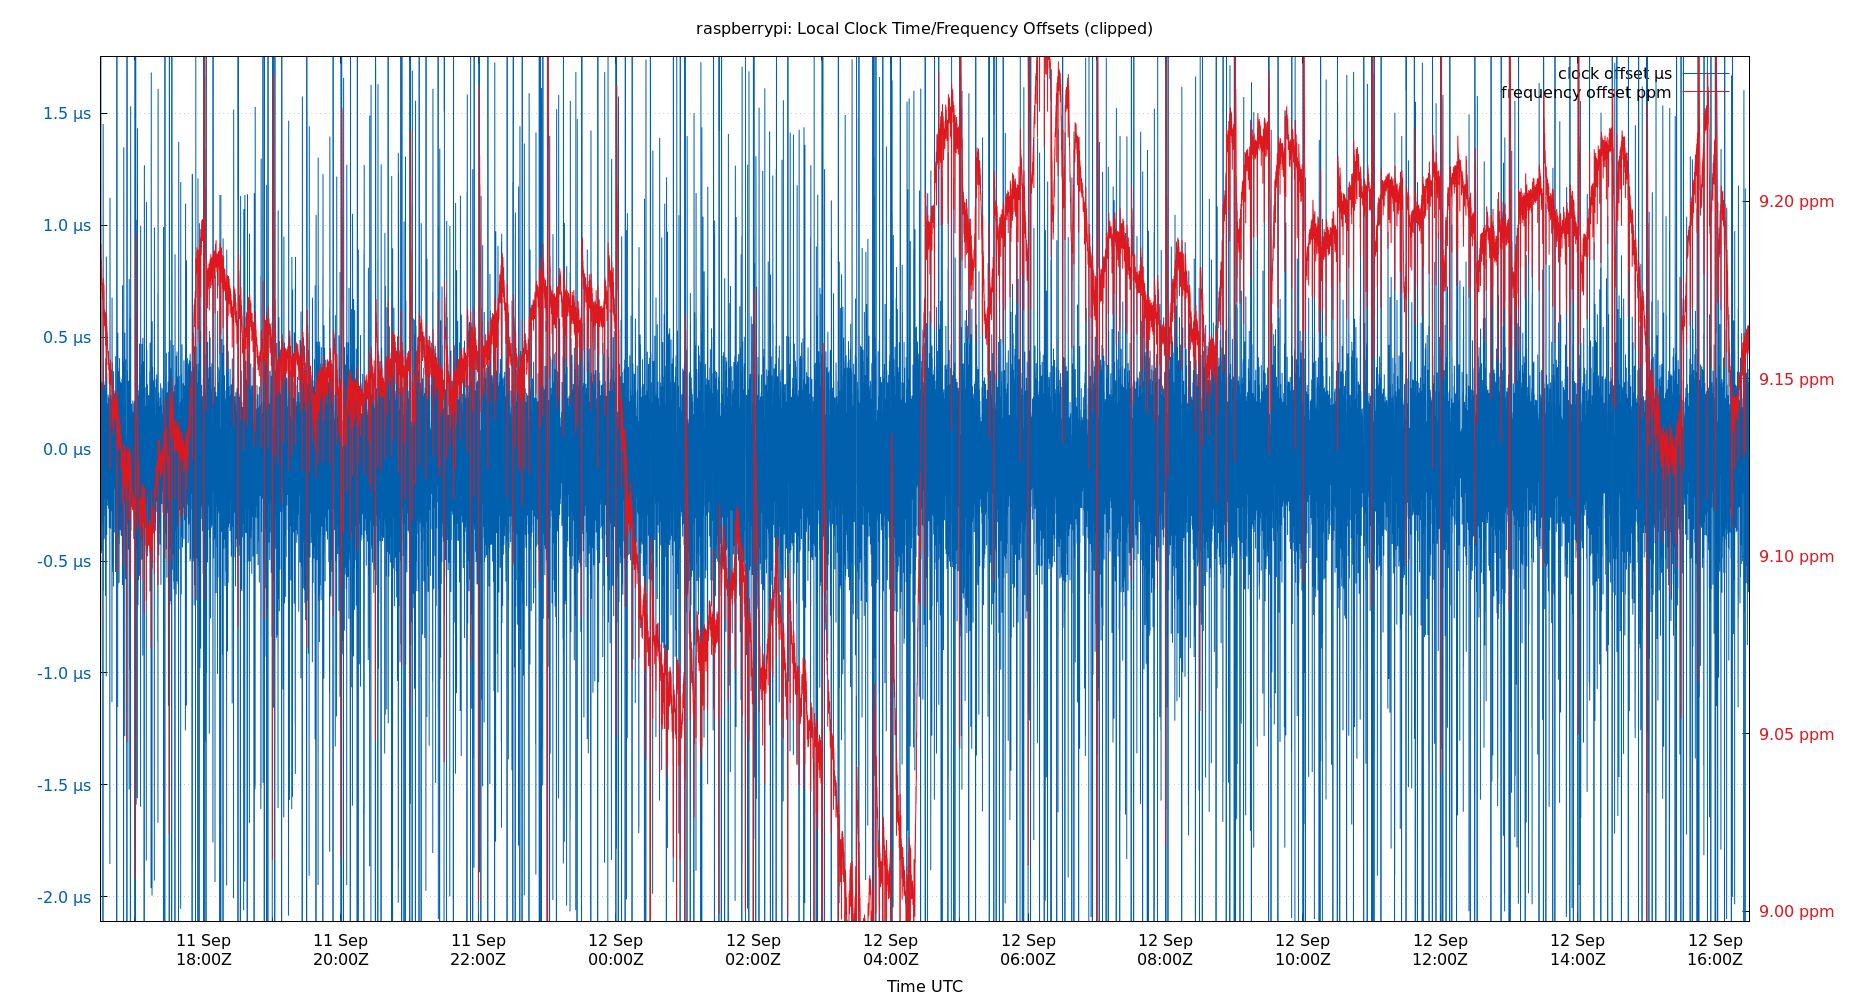 raspberrypi: Local Clock Time/Frequency Offsets (clipped)
clock offset µs
frequency offset ppm
1.5 µs
1.0 µs
0.5 µs
0.0 µs
-0.5 µs
-1.0 µs
-1.5 µs
-2.0 µs
9.20 ppm
9.15 ppm
9.10 ppm
9.05 ppm
9.00 ppm
11 Sep
18:00Z
11 Sep
20:00Z
11 Sep
22:00Z
12 Sep
00:00Z
12 Sep
02:00Z
12 Sep
04:00Z
12 Sep
06:00Z
12 Sep
08:00Z
12 Sep
10:00Z
12 Sep
12:00Z
12 Sep
14:00Z
12 Sep
16:00Z
Time UTC